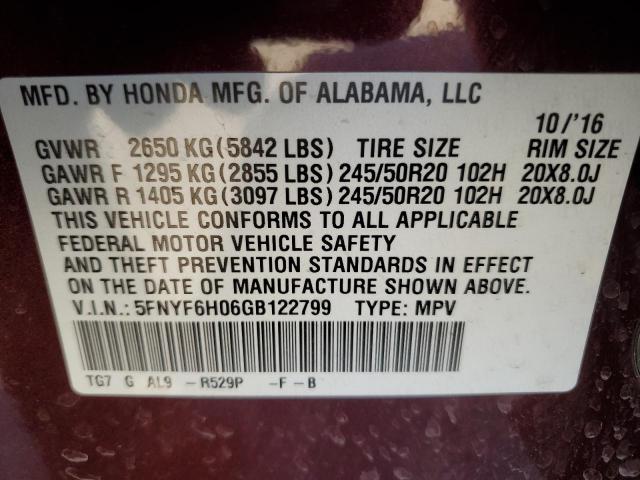 MFD. BY HONDA MFG. OF ALABAMA, LLC
10/'16
GVWR 2650 KG (5842 LBS) TIRE SIZE RIM SIZE
GAWR F 1295 KG (2855 LBS) 245/50R20 102H 20X8.0J
GAWR R 1405 KG (3097 LBS) 245/50R20 102H 20X8.0J
THIS VEHICLE CONFORMS TO ALL APPLICABLE
FEDERAL MOTOR VEHICLE SAFETY
AND THEFT PREVENTION STANDARDS IN EFFECT
ON THE DATE OF MANUFACTURE SHOWN ABOVE.
V.I.N.: 5FNYF6H06GB122799 TYPE: MPV
TG7 G AL9 -R529P -F-B